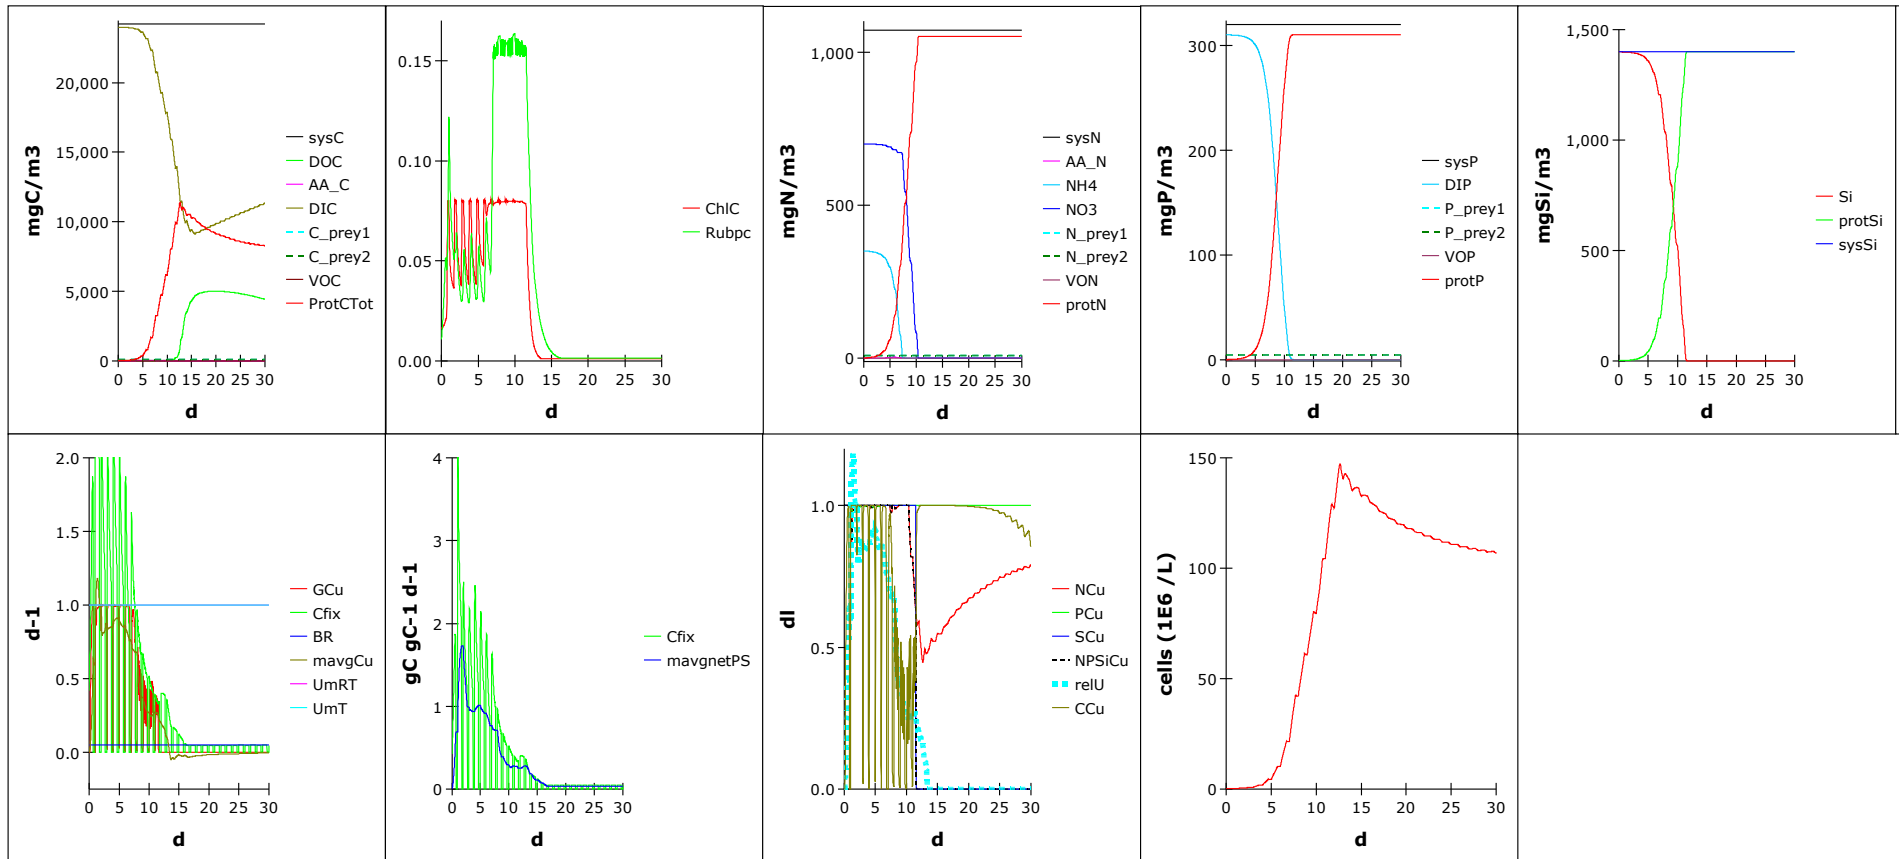 mgC/m3
22,000
15,000
10,000
5,000
0
0 5 10 15 20 25 30
d
sysC
DOC
AA_C
DIC
C_prey1
C_prey2
VOC
ProtCTot
0.15
0.10
0.05
0.00
0 5 10 15 20 25 30
d
ChlC
Rubpc
mgN/m3
1,000
500
0
0 5 10 15 20 25 30
d
sysN
AA_N
NH4
NO3
N_prey1
N_prey2
VON
protN
mgP/m3
300
200
100
0
0 5 10 15 20 25 30
d
sysP
DIP
P_prey1
P_prey2
VOP
protP
mgSi/m3
1,500
1,000
500
0
0 5 10 15 20 25 30
d
Si
protSi
sysSi
d-1
2.0
1.5
1.0
0.5
0.0
0 5 10 15 20 25 30
d
GCu
Cfix
BR
mavgCu
UmRT
UmT
gC gC-1 d-1
4
3
2
1
0
0 5 10 15 20 25 30
d
Cfix
mavgnetPS
dl
1.0
0.5
0.0
0 5 10 15 20 25 30
d
NCu
PCu
SCu
NPSiCu
relU
CCu
cells (1E6 /L)
150
100
50
0
0 5 10 15 20 25 30
d